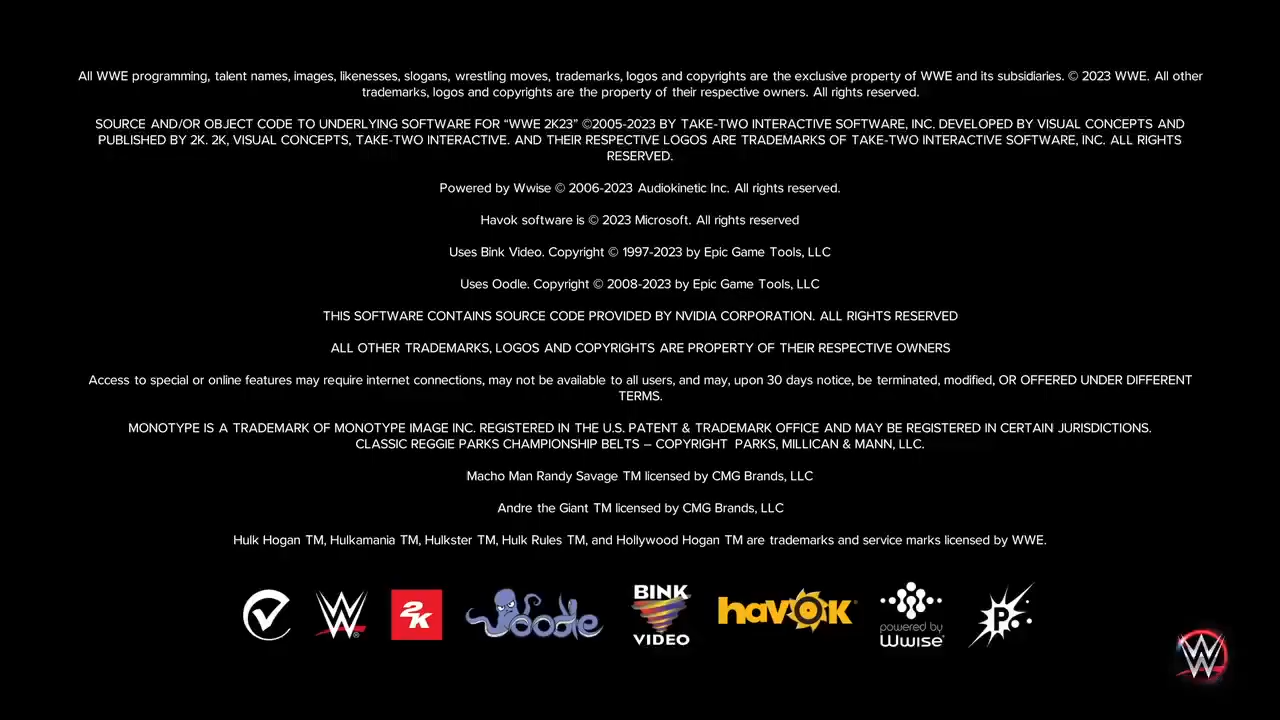 All WWE programming, talent names, images, likenesses, slogans, wrestling moves, trademarks, logos and copyrights are the exclusive property of WWE and its subsidiaries. © 2023 WWE. All other
trademarks, logos and copyrights are the property of their respective owners. All rights reserved.
SOURCE AND/OR OBJECT CODE TO UNDERLYING SOFTWARE FOR “WWE 2K23” ©2005-2023 BY TAKE-TWO INTERACTIVE SOFTWARE, INC. DEVELOPED BY VISUAL CONCEPTS AND
PUBLISHED BY 2K. 2K, VISUAL CONCEPTS, TAKE-TWO INTERACTIVE. AND THEIR RESPECTIVE LOGOS ARE TRADEMARKS OF TAKE-TWO INTERACTIVE SOFTWARE, INC. ALL RIGHTS
RESERVED.
Powered by Wwise © 2006-2023 Audiokinetic Inc. All rights reserved.
Havok software is © 2023 Microsoft. All rights reserved
Uses Bink Video. Copyright © 1997-2023 by Epic Game Tools, LLC
Uses Oodle. Copyright © 2008-2023 by Epic Game Tools, LLC
THIS SOFTWARE CONTAINS SOURCE CODE PROVIDED BY NVIDIA CORPORATION. ALL RIGHTS RESERVED
ALL OTHER TRADEMARKS, LOGOS AND COPYRIGHTS ARE PROPERTY OF THEIR RESPECTIVE OWNERS
Access to special or online features may require internet connections, may not be available to all users, and may, upon 30 days notice, be terminated, modified, OR OFFERED UNDER DIFFERENT
TERMS.
MONOTYPE IS A TRADEMARK OF MONOTYPE IMAGE INC. REGISTERED IN THE U.S. PATENT & TRADEMARK OFFICE AND MAY BE REGISTERED IN CERTAIN JURISDICTIONS.
CLASSIC REGGIE PARKS CHAMPIONSHIP BELTS – COPYRIGHT PARKS, MILLICAN & MANN, LLC.
Macho Man Randy Savage TM licensed by CMG Brands, LLC
Andre the Giant TM licensed by CMG Brands, LLC
Hulk Hogan TM, Hulkamania TM, Hulkster TM, Hulk Rules TM, and Hollywood Hogan TM are trademarks and service marks licensed by WWE.
W® 2K oodle BINK VIDEO havok® powered by Wwise® P
W